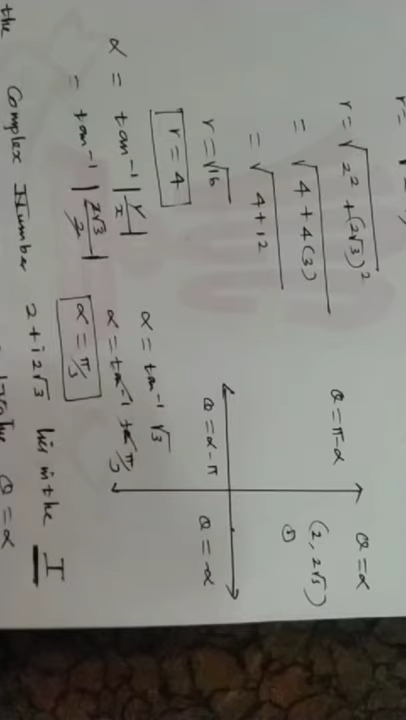 r = √2² + (2√3)²
= √4 + 4(3)
= √4 + 12
r = √16
r = 4
α = tan⁻¹ |y/x|
= tan⁻¹ |2√3/2|
α = tan⁻¹ √3
α = tan⁻¹ tan π/3
α = π/3
θ = π - α
θ = α
(2, 2√3)
①
θ = α - π
θ = -α
the Complex Number 2 + i2√3 lies in the I
θ = α